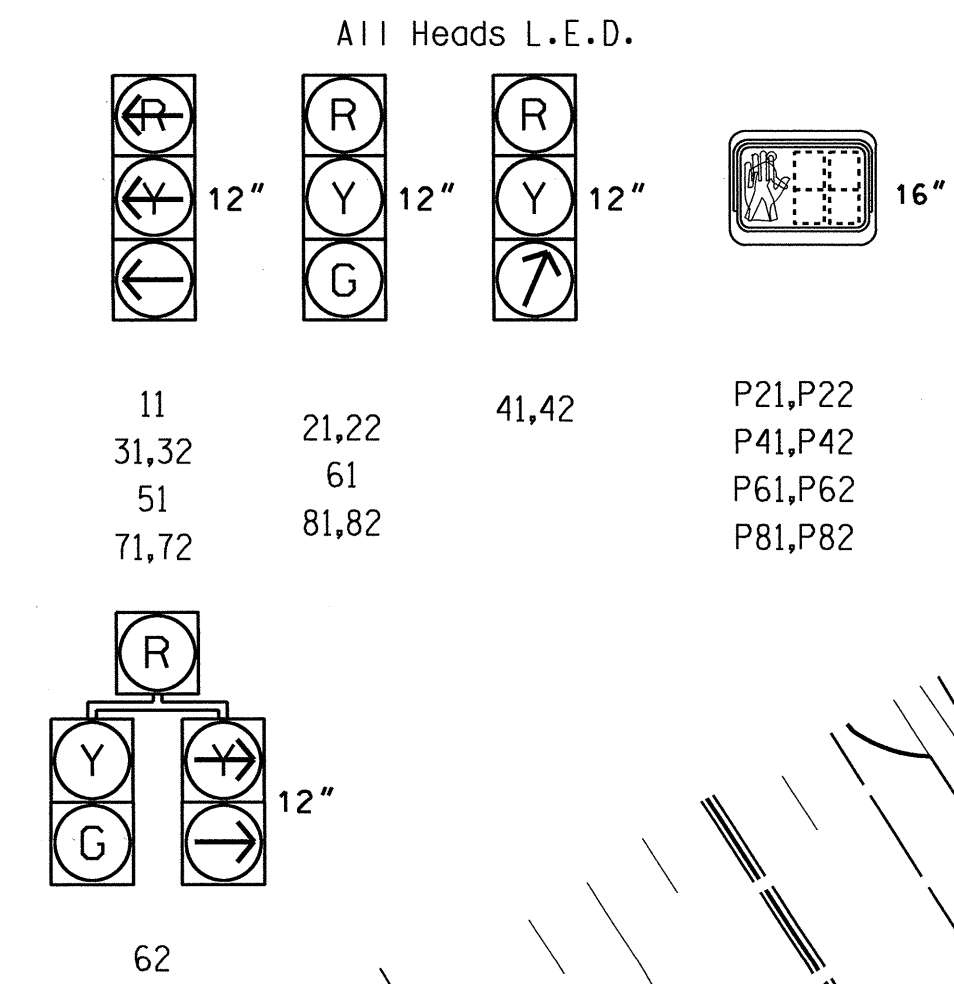 All Heads L.E.D.
R
Y
12"
R
Y
G
12"
R
Y
12"
16"
11
31,32
51
71,72
21,22
61
81,82
41,42
P21,P22
P41,P42
P61,P62
P81,P82
R
Y
G
Y
12"
62